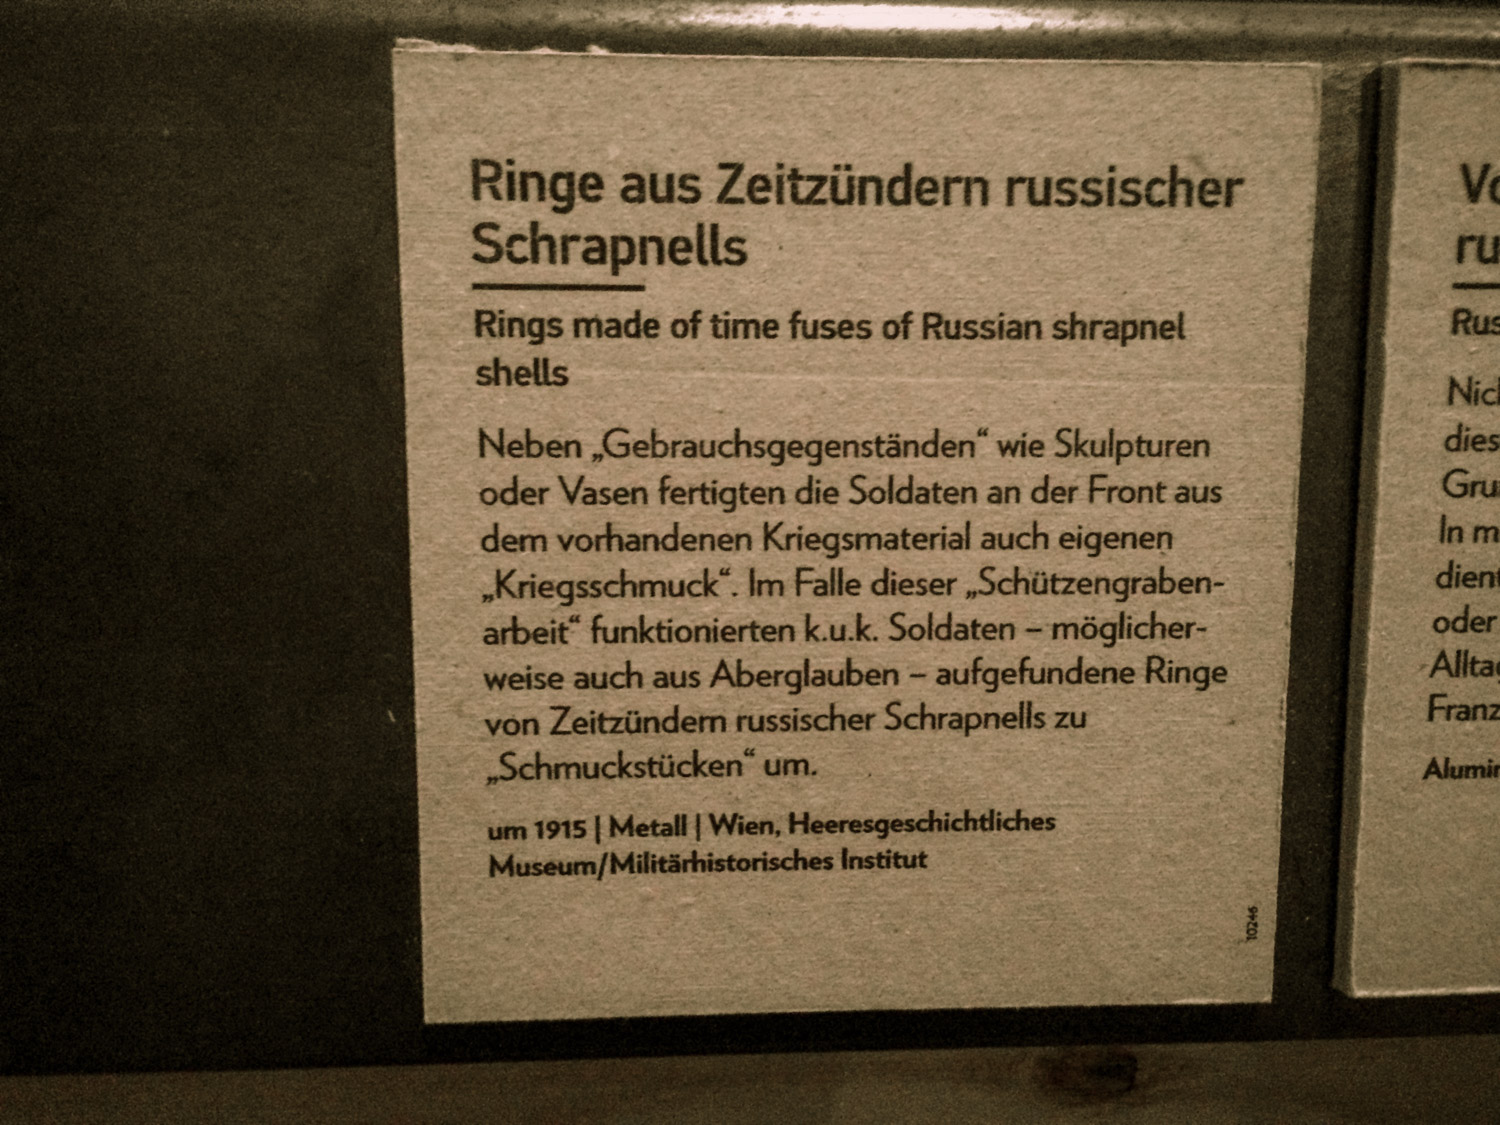 Ringe aus Zeitzündern russischer
Schrapnells
Rings made of time fuses of Russian shrapnel
shells
Neben „Gebrauchsgegenständen“ wie Skulpturen
oder Vasen fertigten die Soldaten an der Front aus
dem vorhandenen Kriegsmaterial auch eigenen
„Kriegsschmuck“. Im Falle dieser „Schützengraben-
arbeit“ funktionierten k.u.k. Soldaten – möglicher-
weise auch aus Aberglauben – aufgefundene Ringe
von Zeitzündern russischer Schrapnells zu
„Schmuckstücken“ um.
um 1915 | Metall | Wien, Heeresgeschichtliches
Museum/Militärhistorisches Institut
10246
In
oder